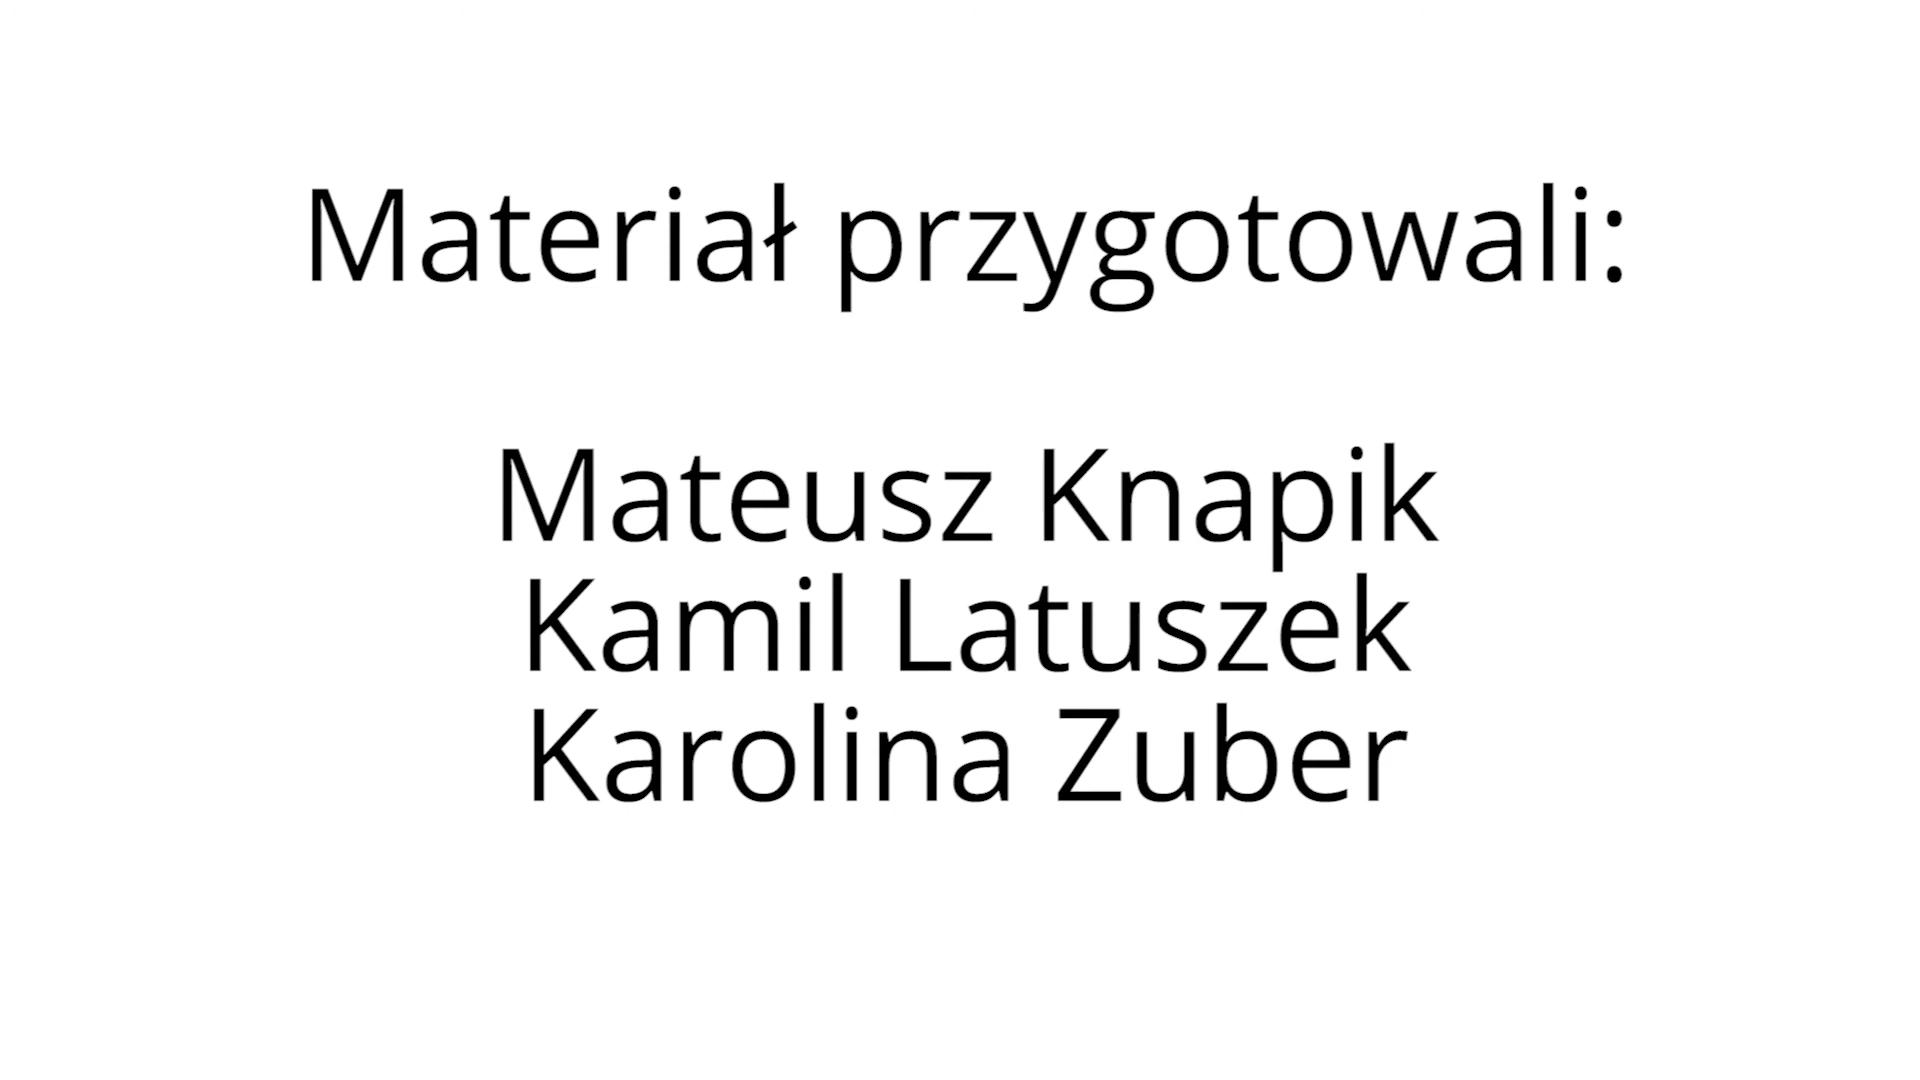 Materiał przygotowali:
Mateusz Knapik
Kamil Latuszek
Karolina Zuber